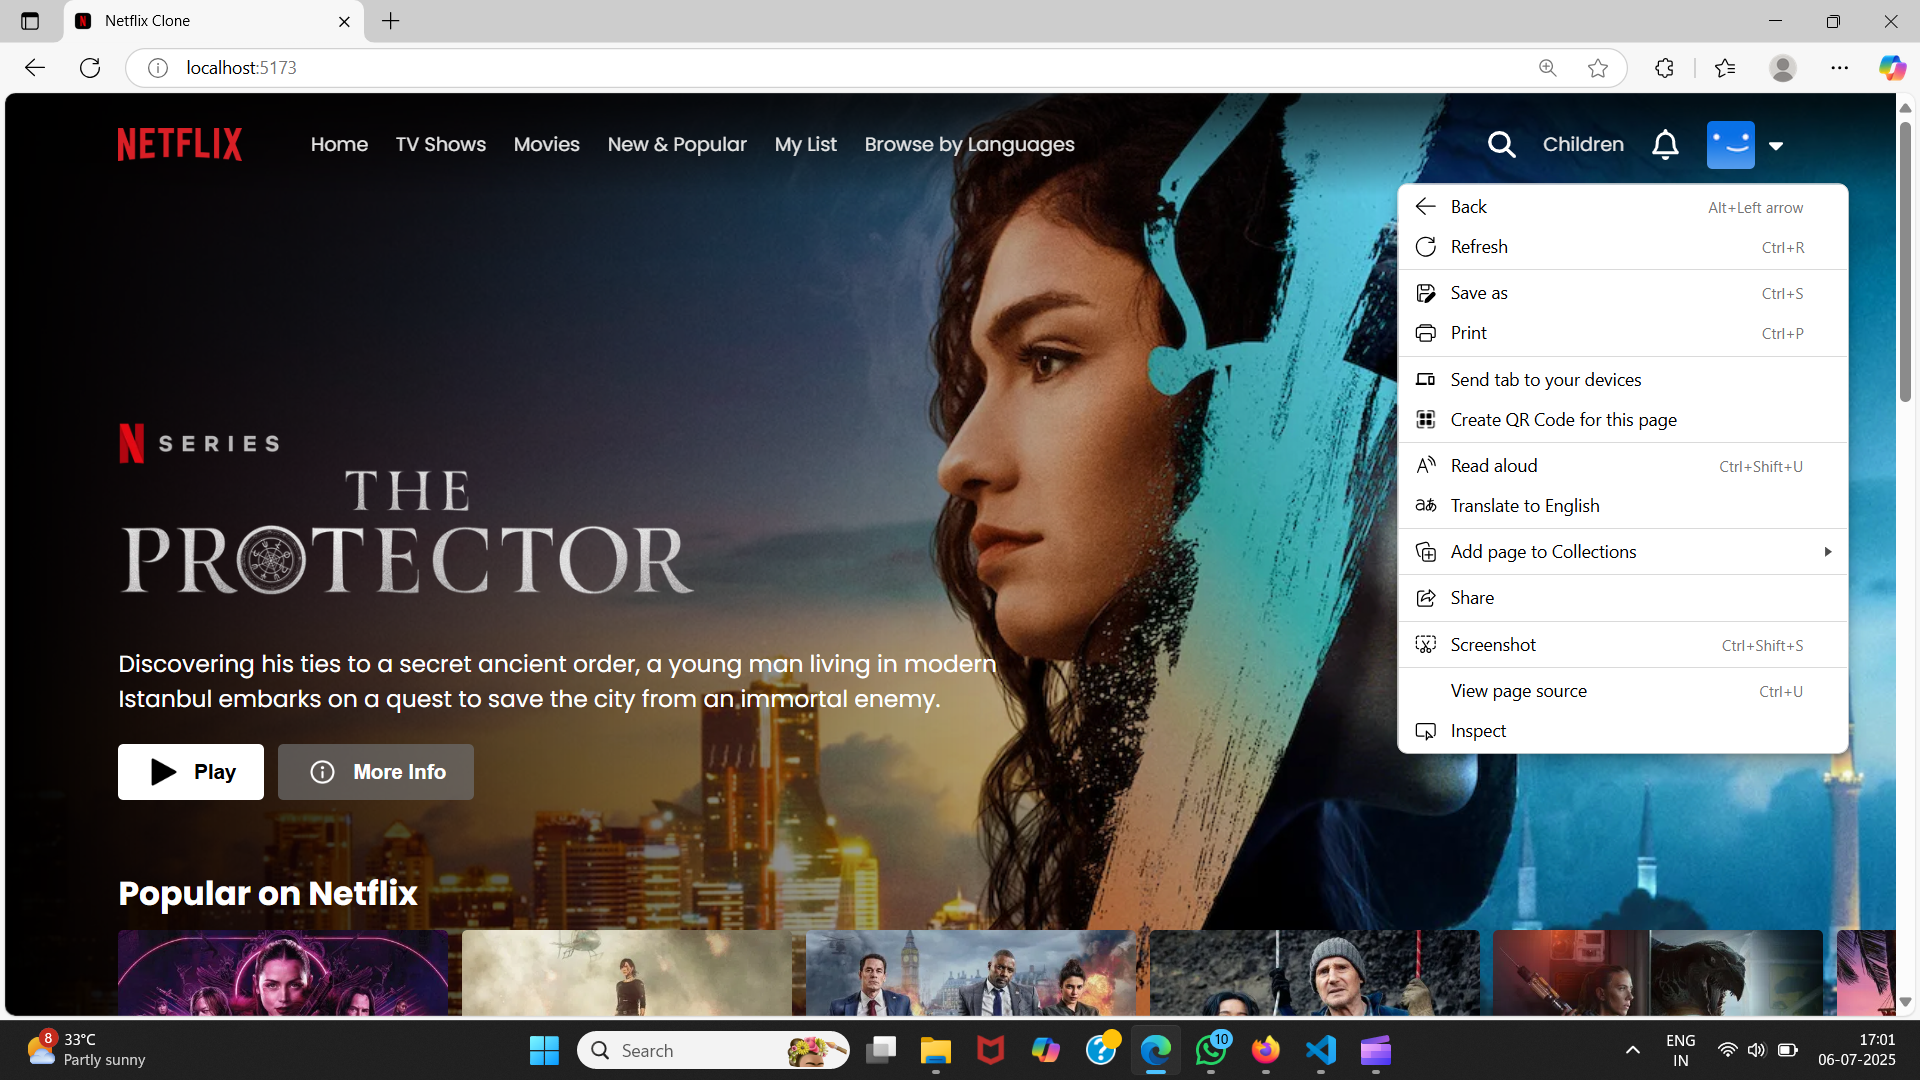 Netflix Clone
localhost:5173
NETFLIX
Home TV Shows Movies New & Popular My List Browse by Languages Children
Back Alt+Left arrow
Refresh Ctrl+R
Save as Ctrl+S
Print Ctrl+P
Send tab to your devices
Create QR Code for this page
Read aloud Ctrl+Shift+U
Translate to English
Add page to Collections
Share
Screenshot Ctrl+Shift+S
View page source Ctrl+U
Inspect
N SERIES
THE
PROTECTOR
Discovering his ties to a secret ancient order, a young man living in modern
Istanbul embarks on a quest to save the city from an immortal enemy.
Play More Info
Popular on Netflix
8
33°C
Partly sunny
Search
10
ENG
IN
17:01
06-07-2025